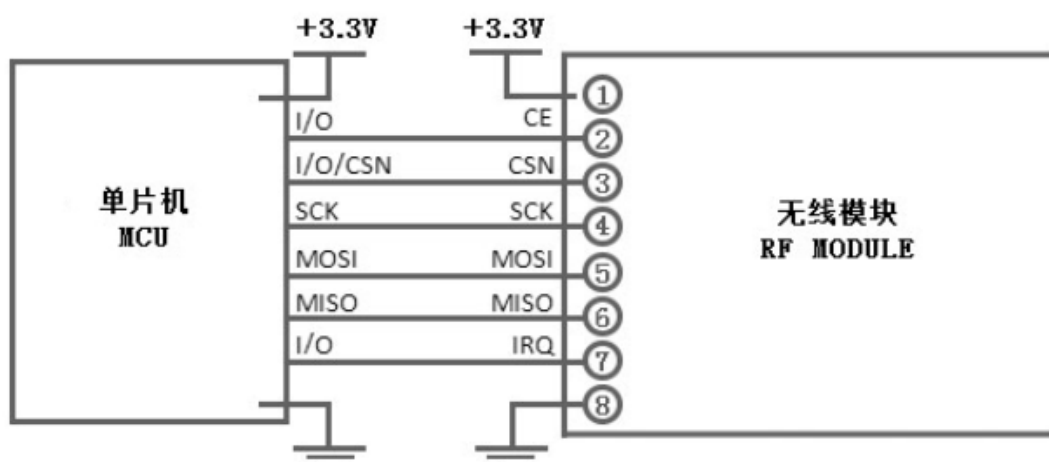 +3.3V +3.3V
①
I/O CE ②
I/O/CSN CSN ③
单片机
MCU
SCK SCK ④
无线模块
RF MODULE
MOSI MOSI ⑤
MISO MISO ⑥
I/O IRQ ⑦
⑧